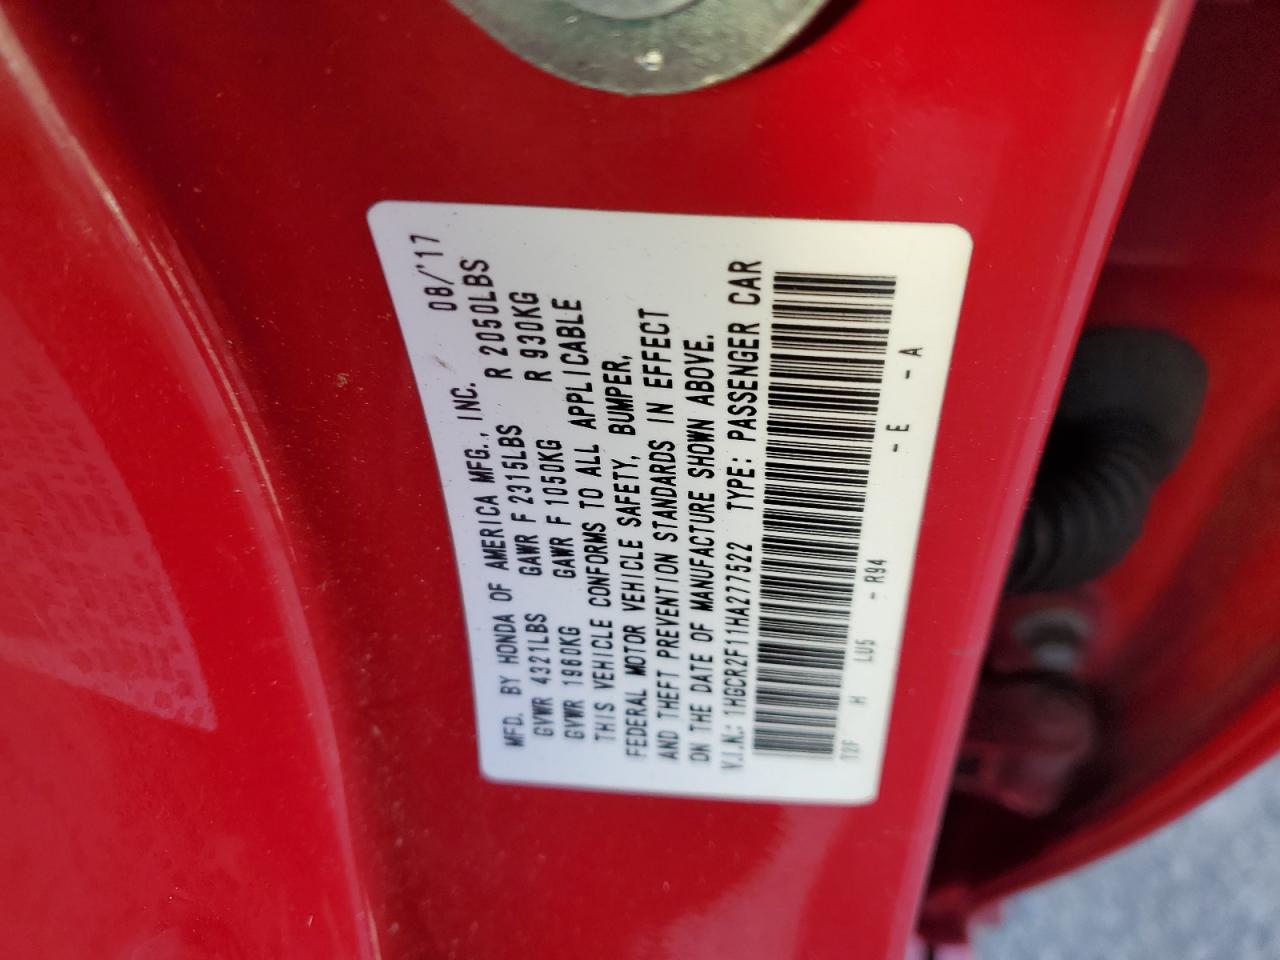 MFD. BY HONDA OF AMERICA MFG., INC. 08/'17
GVWR 4321LBS GAWR F 2315LBS R 2050LBS
GVWR 1960KG GAWR F 1050KG R 930KG
THIS VEHICLE CONFORMS TO ALL APPLICABLE
FEDERAL MOTOR VEHICLE SAFETY, BUMPER,
AND THEFT PREVENTION STANDARDS IN EFFECT
ON THE DATE OF MANUFACTURE SHOWN ABOVE.
V.I.N.: 1HGCR2F11HA277522 TYPE: PASSENGER CAR
T2F H LU5 - R94 - E - A